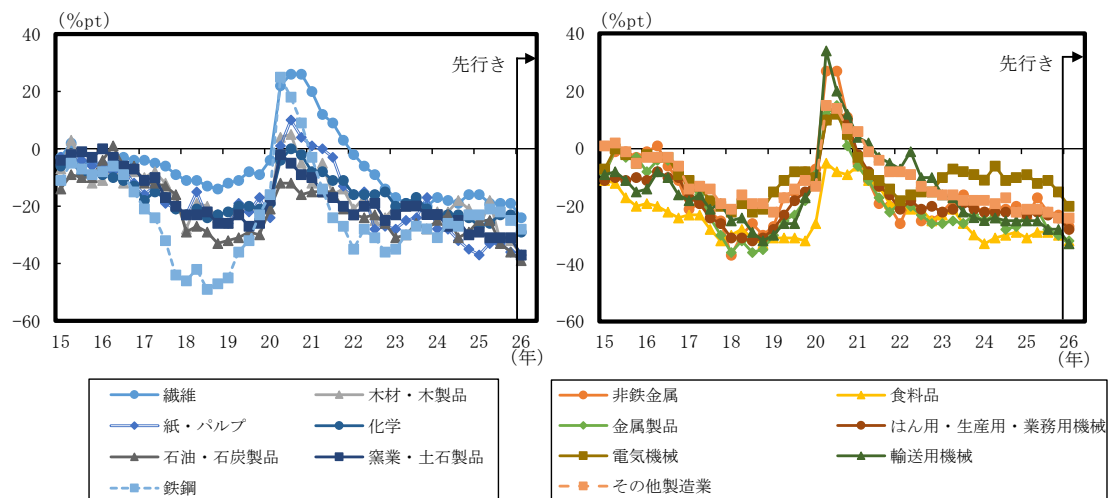 (%pt)
40
20
0
−20
−40
−60
先行き
15 16 17 18 19 20 21 22 23 24 25 26
(年)
繊維
木材・木製品
紙・パルプ
化学
石油・石炭製品
窯業・土石製品
鉄鋼
(%pt)
40
20
0
−20
−40
−60
先行き
15 16 17 18 19 20 21 22 23 24 25 26
(年)
非鉄金属
食料品
金属製品
はん用・生産用・業務用機械
電気機械
輸送用機械
その他製造業